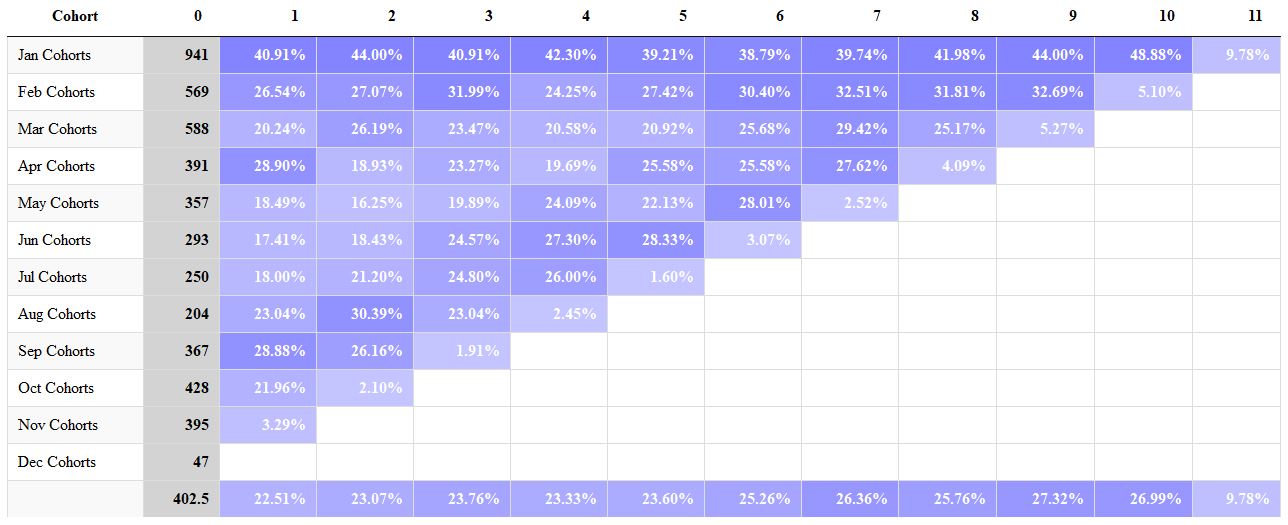 Cohort 0 1 2 3 4 5 6 7 8 9 10 11
Jan Cohorts 941 40.91% 44.00% 40.91% 42.30% 39.21% 38.79% 39.74% 41.98% 44.00% 48.88% 9.78%
Feb Cohorts 569 26.54% 27.07% 31.99% 24.25% 27.42% 30.40% 32.51% 31.81% 32.69% 5.10%
Mar Cohorts 588 20.24% 26.19% 23.47% 20.58% 20.92% 25.68% 29.42% 25.17% 5.27%
Apr Cohorts 391 28.90% 18.93% 23.27% 19.69% 25.58% 25.58% 27.62% 4.09%
May Cohorts 357 18.49% 16.25% 19.89% 24.09% 22.13% 28.01% 2.52%
Jun Cohorts 293 17.41% 18.43% 24.57% 27.30% 28.33% 3.07%
Jul Cohorts 250 18.00% 21.20% 24.80% 26.00% 1.60%
Aug Cohorts 204 23.04% 30.39% 23.04% 2.45%
Sep Cohorts 367 28.88% 26.16% 1.91%
Oct Cohorts 428 21.96% 2.10%
Nov Cohorts 395 3.29%
Dec Cohorts 47
402.5 22.51% 23.07% 23.76% 23.33% 23.60% 25.26% 26.36% 25.76% 27.32% 26.99% 9.78%